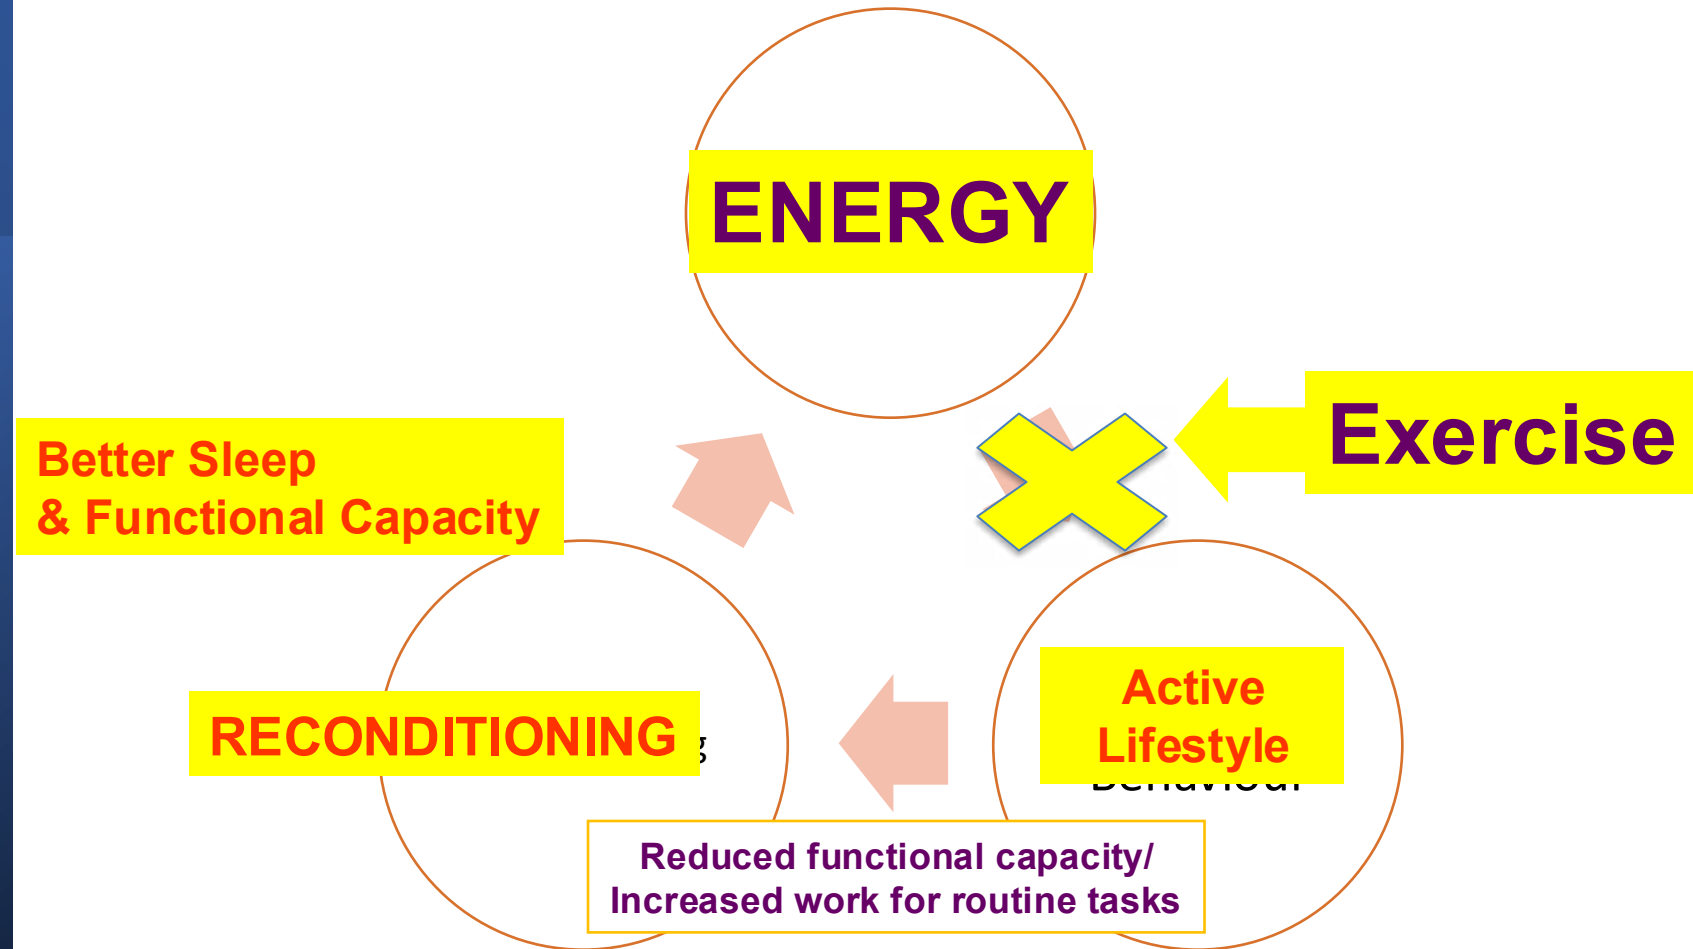 ENERGY
Exercise
Better Sleep
& Functional Capacity
Active
Lifestyle
RECONDITIONING
Reduced functional capacity/
Increased work for routine tasks